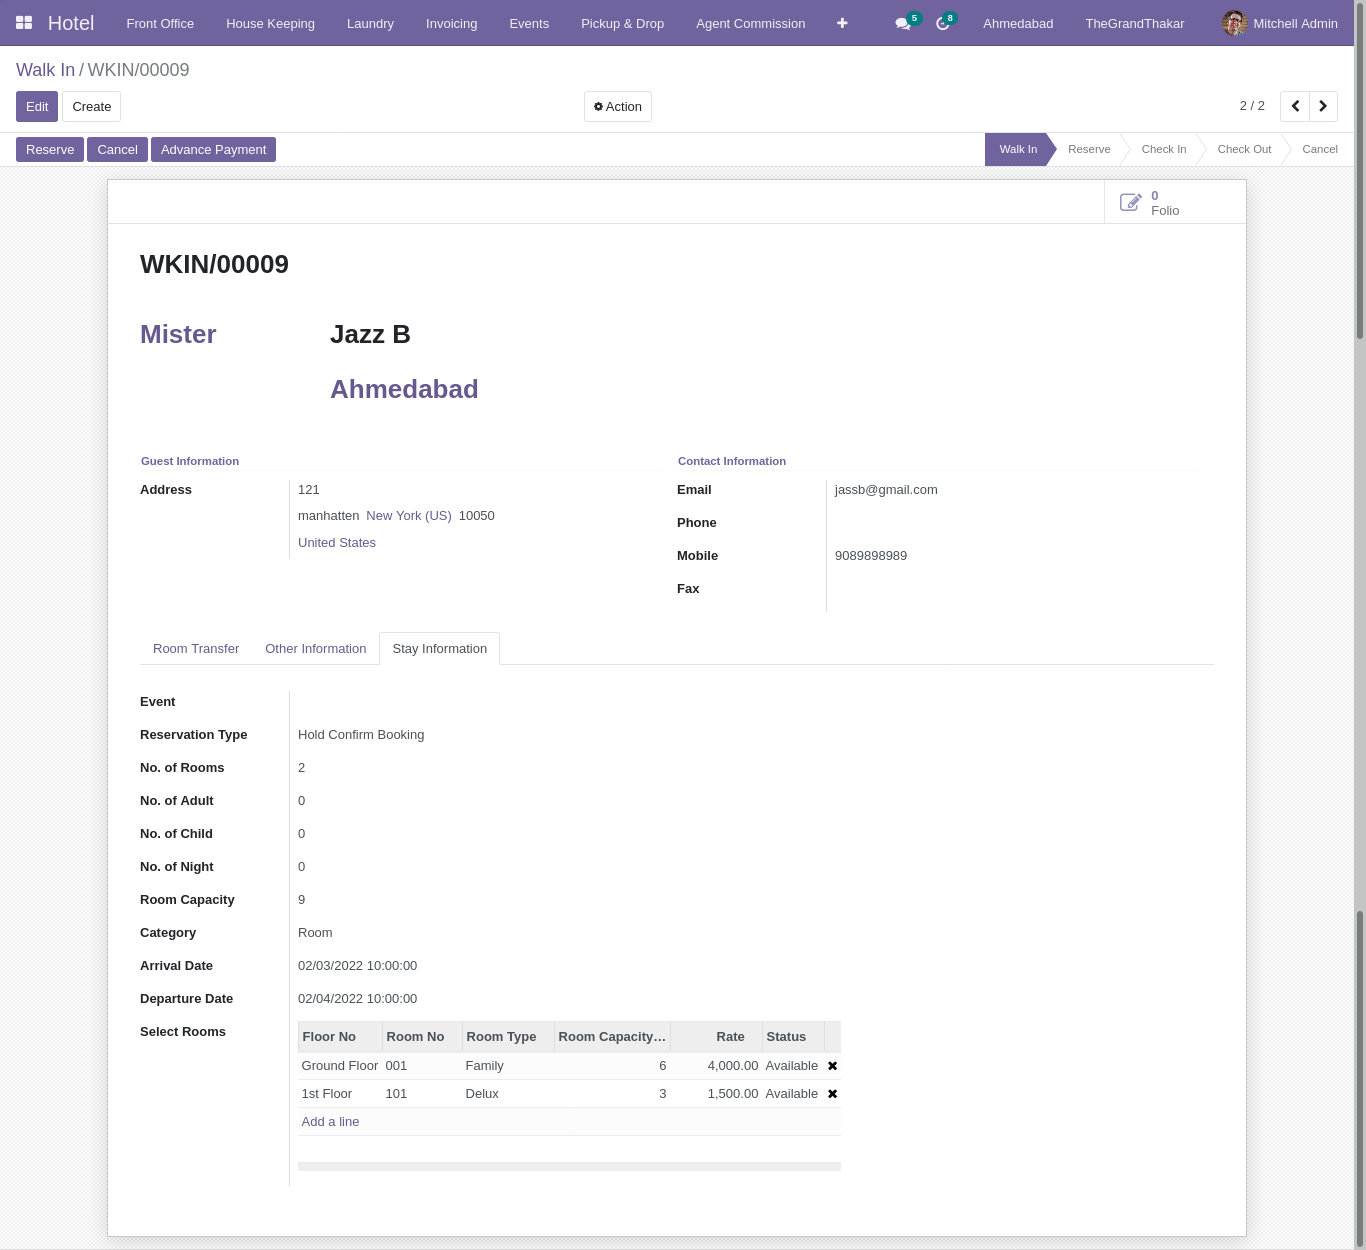 Hotel Front Office House Keeping Laundry Invoicing Events Pickup & Drop Agent Commission 5 8 Ahmedabad TheGrandThakar Mitchell Admin
Walk In / WKIN/00009
Edit Create Action 2 / 2
Reserve Cancel Advance Payment Walk In Reserve Check In Check Out Cancel
0
Folio
WKIN/00009
Mister Jazz B
Ahmedabad
Guest Information Contact Information
Address 121 Email jassb@gmail.com
manhatten New York (US) 10050
Phone
United States
Mobile 9089898989
Fax
Room Transfer Other Information Stay Information
Event
Reservation Type Hold Confirm Booking
No. of Rooms 2
No. of Adult 0
No. of Child 0
No. of Night 0
Room Capacity 9
Category Room
Arrival Date 02/03/2022 10:00:00
Departure Date 02/04/2022 10:00:00
Select Rooms Floor No Room No Room Type Room Capacity… Rate Status
Ground Floor 001 Family 6 4,000.00 Available
1st Floor 101 Delux 3 1,500.00 Available
Add a line